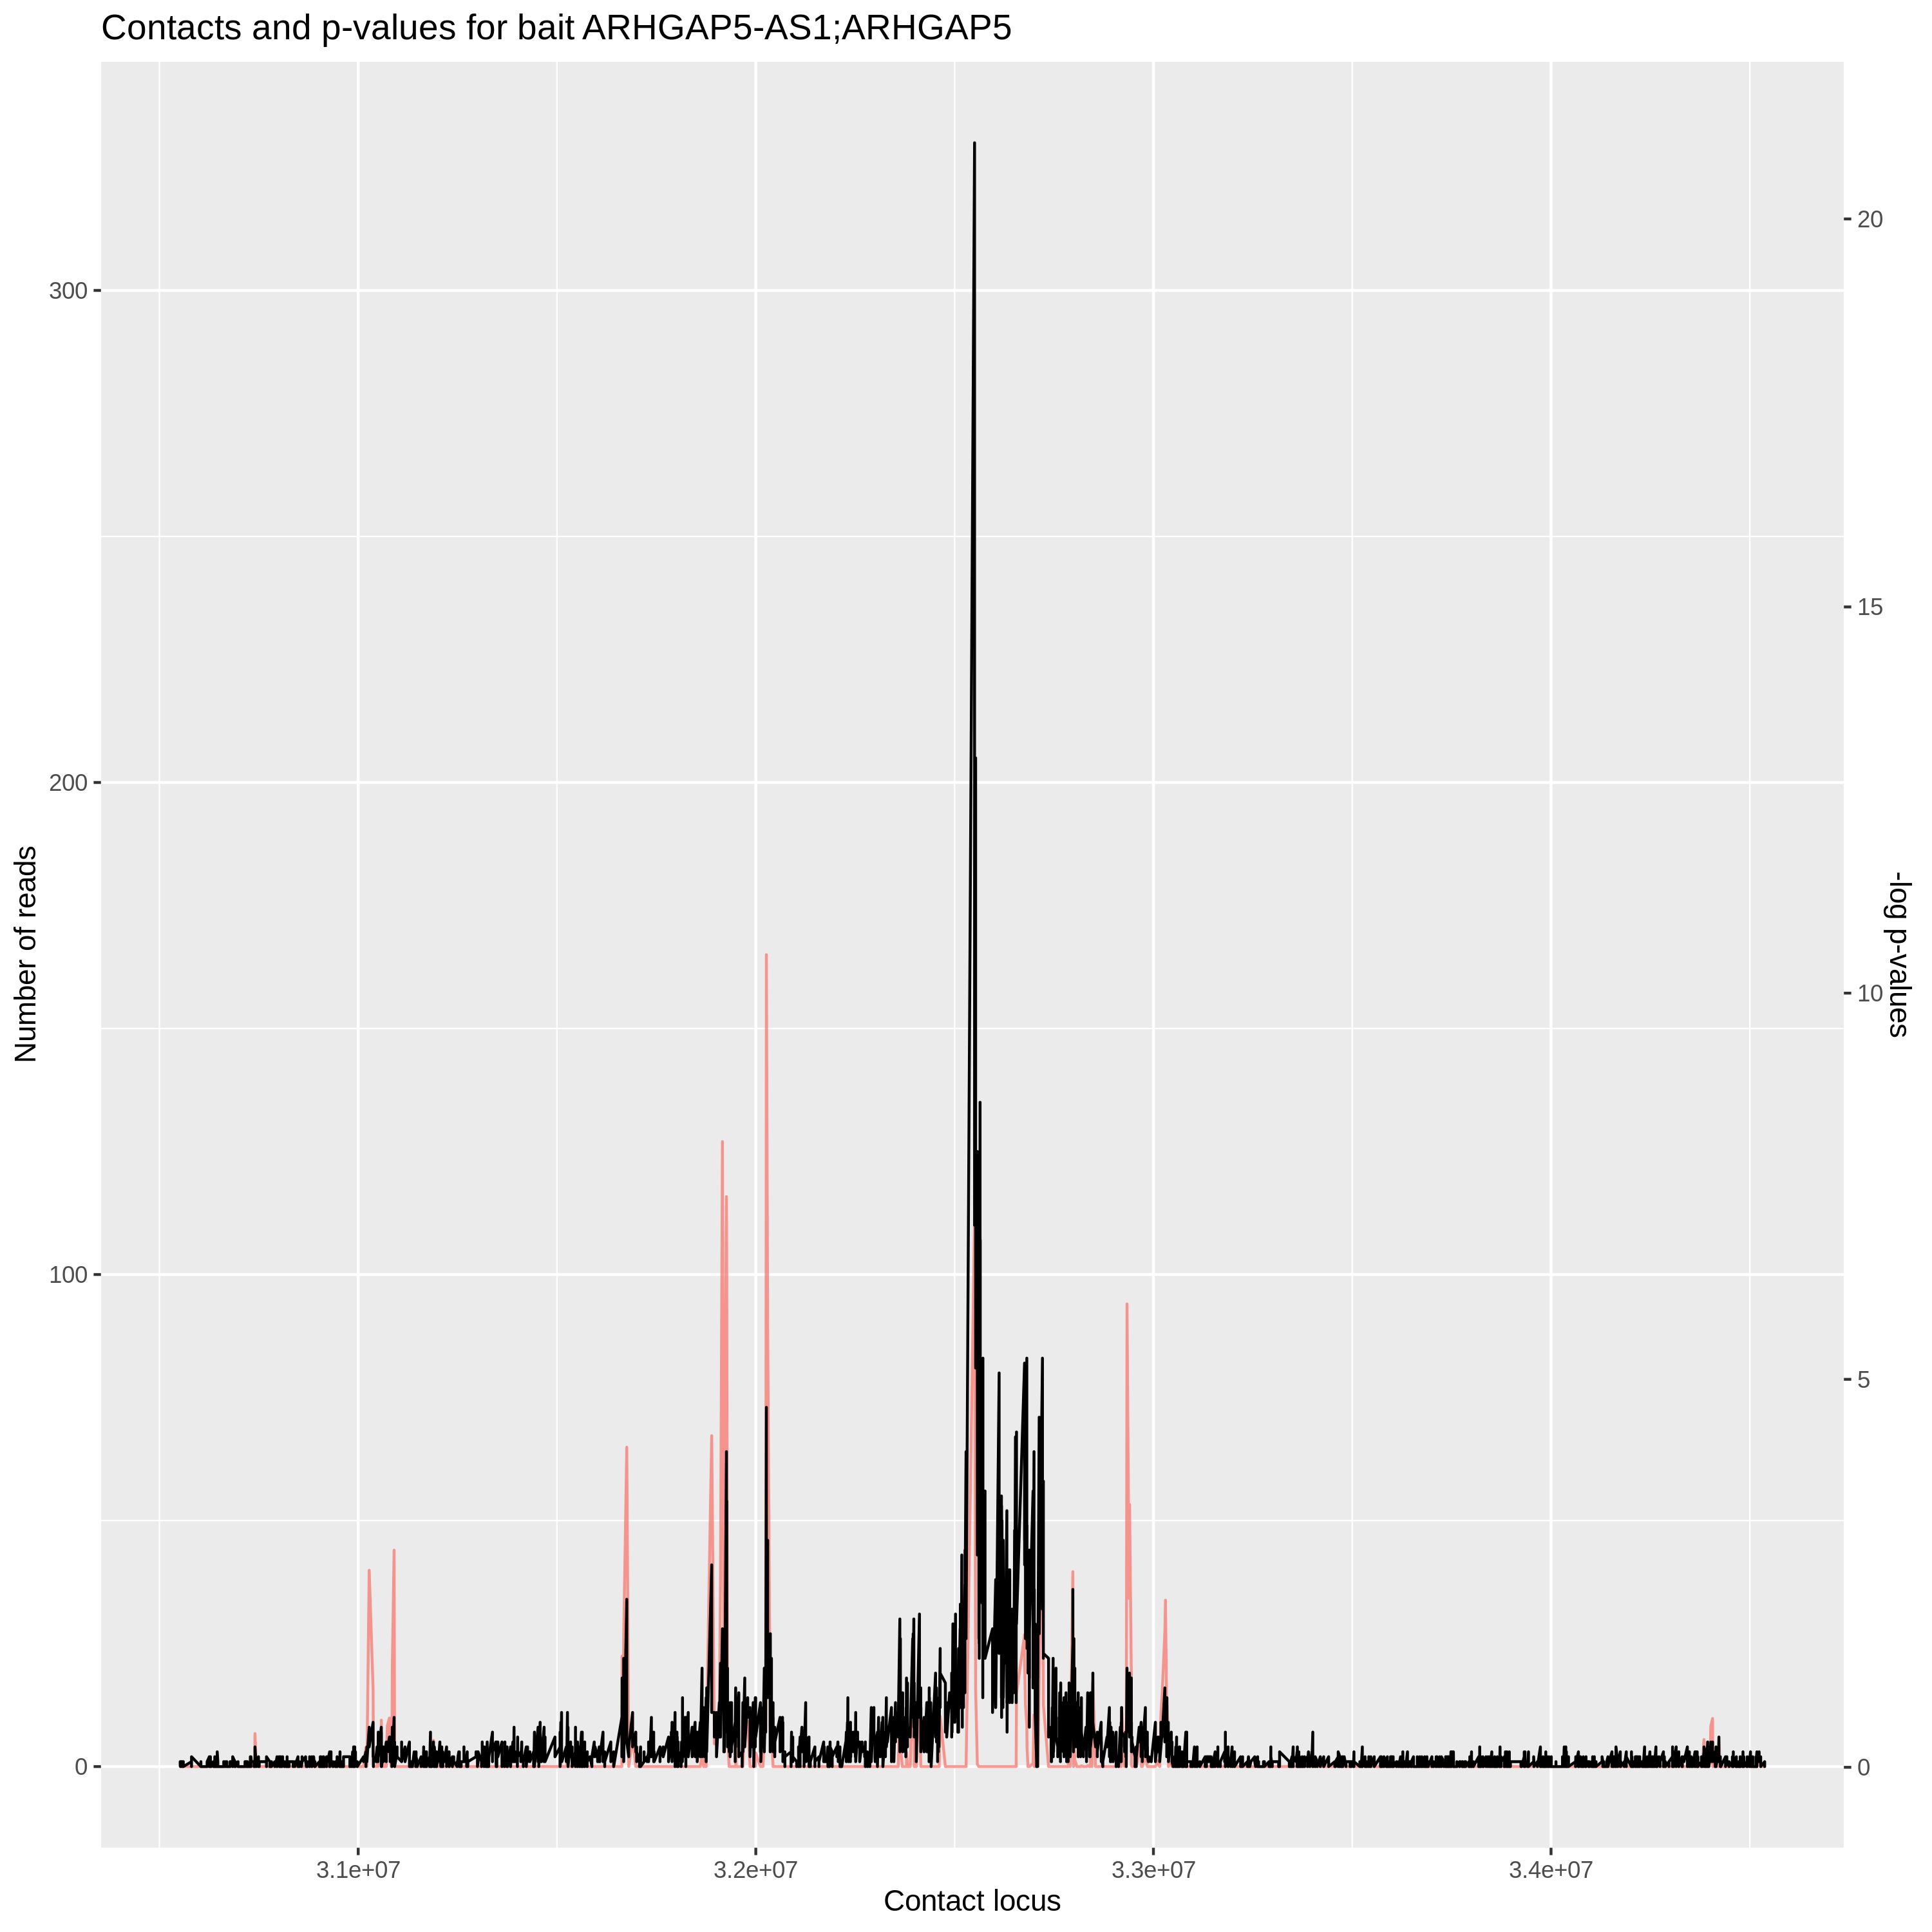 Contacts and p-values for bait ARHGAP5-AS1;ARHGAP5
300
200
100
0
Number of reads
20
15
10
5
0
-log p-values
3.1e+07
3.2e+07
3.3e+07
3.4e+07
Contact locus